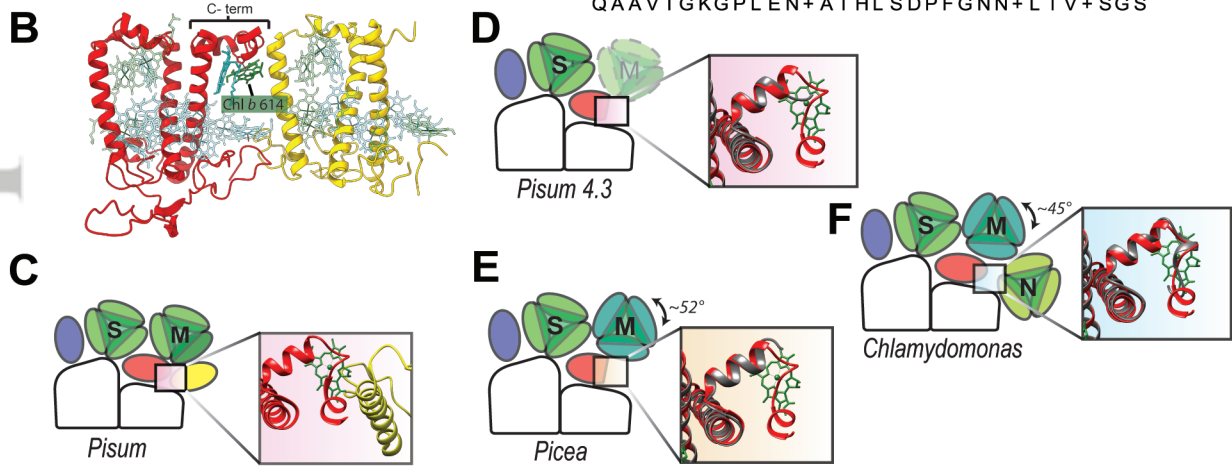 Q A A V T G K G P L E N + A T H L S D P F G N N + L T V + S G S
B
C- term
Chl b 614
D
S
M
Pisum 4.3
C
S
M
Pisum
E
S
M
~52°
Picea
F
S
M
~45°
N
Chlamydomonas